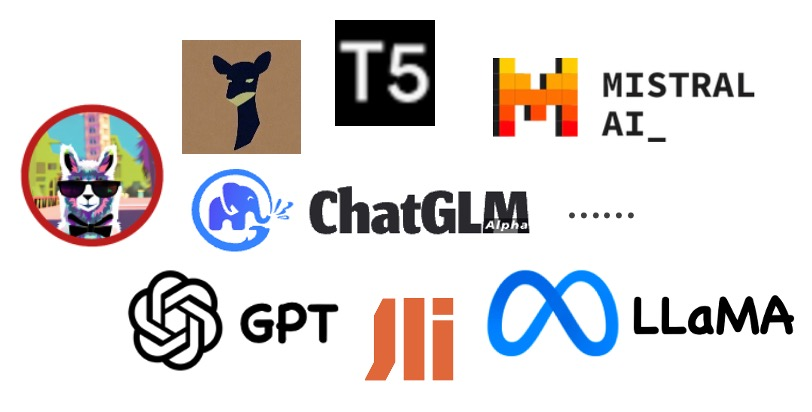 T5
MISTRAL
AI_
ChatGLM
Alpha
......
GPT
LLaMA